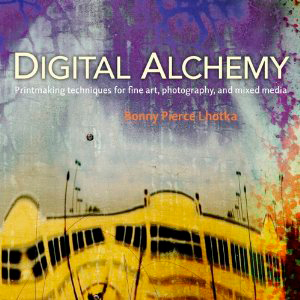 DIGITAL ALCHEMY
Printmaking techniques for fine art, photography, and mixed media
Bonny Pierce Lhotka